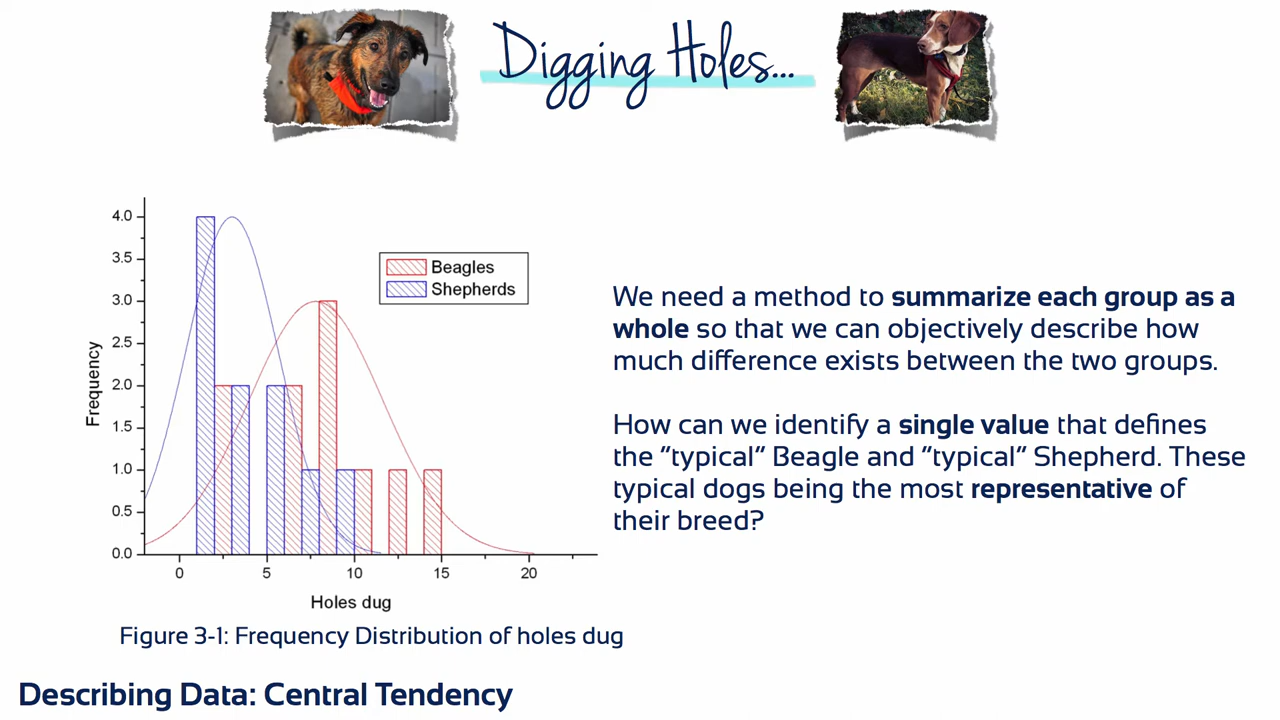 Digging Holes...
4.0
3.5
3.0
2.5
2.0
1.5
1.0
0.5
0.0
Frequency
Beagles
Shepherds
0 5 10 15 20
Holes dug
Figure 3-1: Frequency Distribution of holes dug
We need a method to summarize each group as a
whole so that we can objectively describe how
much difference exists between the two groups.
How can we identify a single value that defines
the "typical" Beagle and "typical" Shepherd. These
typical dogs being the most representative of
their breed?
Describing Data: Central Tendency